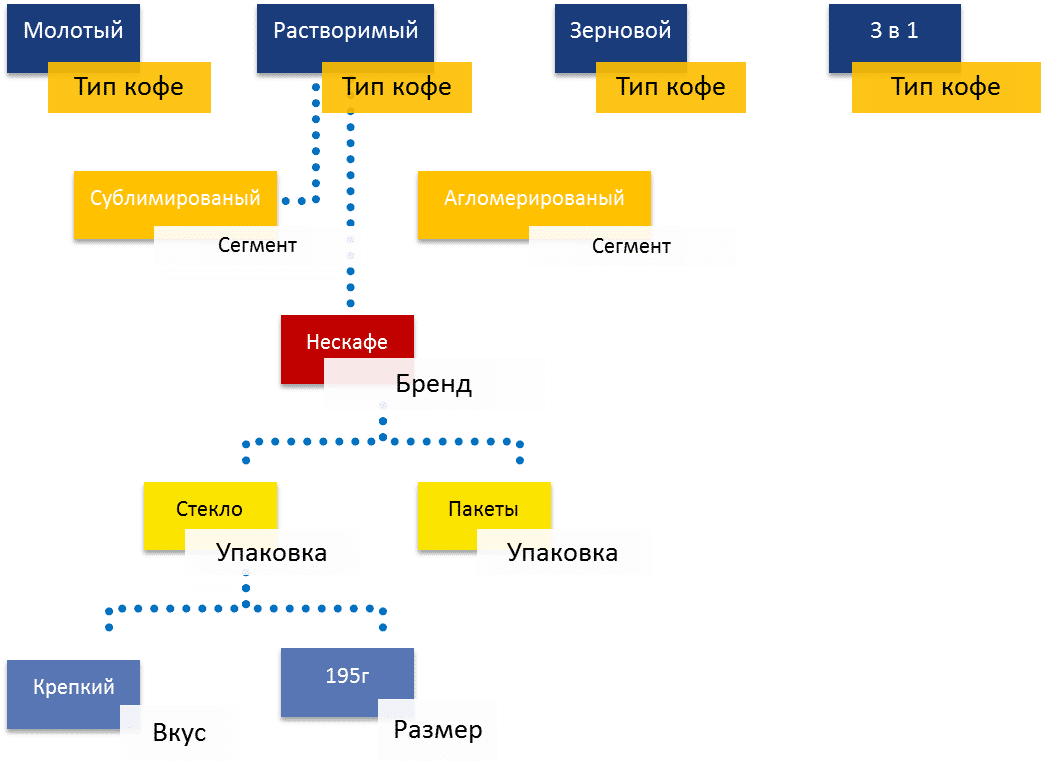 Молотый
Растворимый
Зерновой
3 в 1
Тип кофе
Тип кофе
Тип кофе
Тип кофе
Сублимированый
Агломерированый
Сегмент
Сегмент
Нескафе
Бренд
Стекло
Пакеты
Упаковка
Упаковка
Крепкий
195г
Вкус
Размер